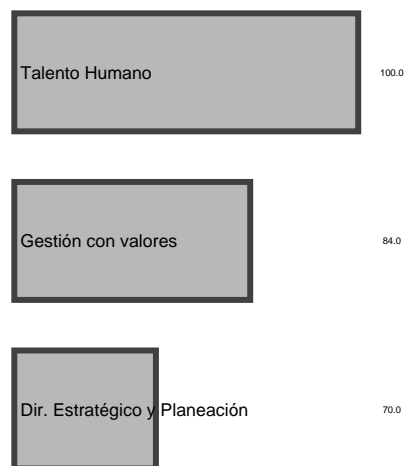 Talento Humano 100.0
Gestión con valores 84.0
Dir. Estratégico y Planeación 70.0